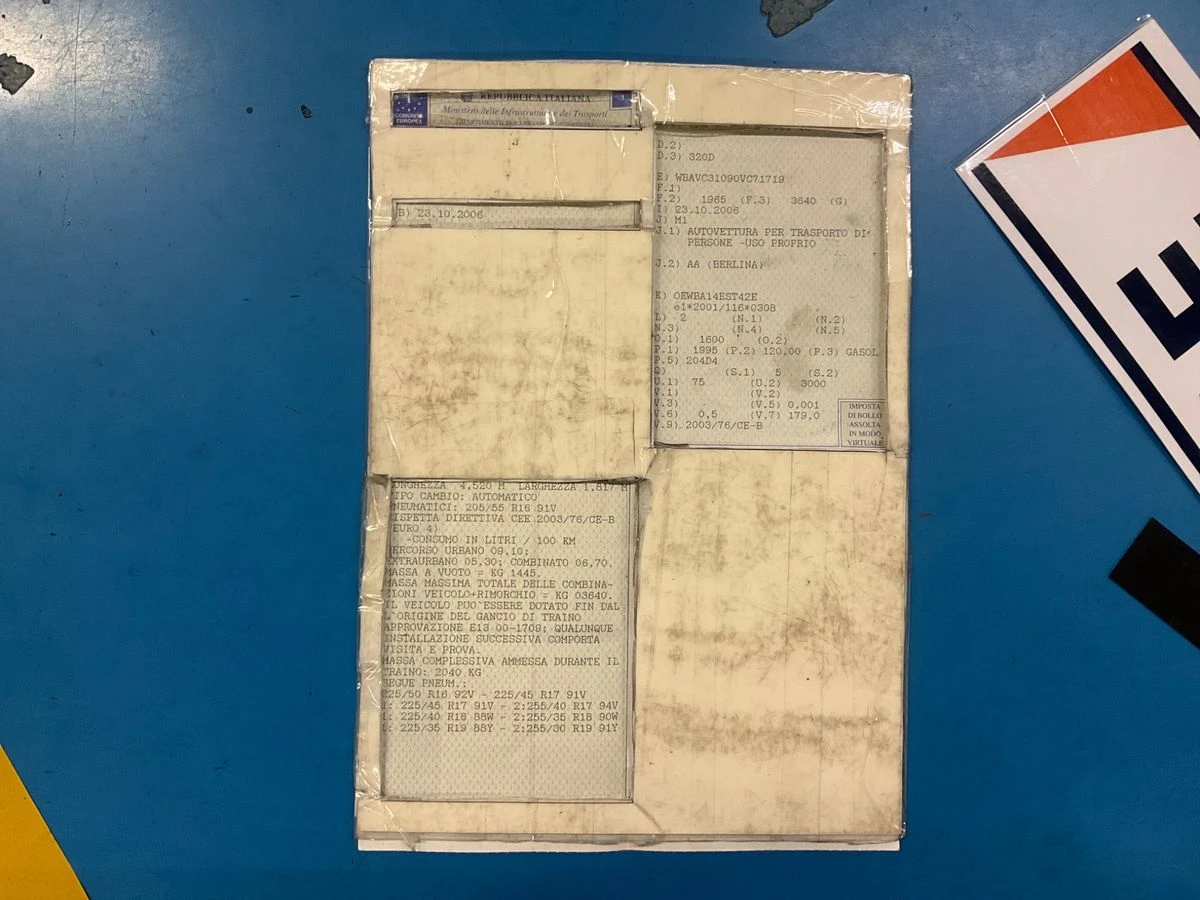 COMUNITÀ
EUROPEA
REPUBBLICA ITALIANA
Ministero delle Infrastrutture e dei Trasporti
B) 23.10.2006
D.2)
D.3) 320D
E) WBAVC31090VC71719
F.1)
F.2) 1965 (F.3) 3640 (G)
I) 23.10.2006
J) M1
J.1) AUTOVETTURA PER TRASPORTO DI
PERSONE -USO PROPRIO
J.2) AA (BERLINA)
K) OEWBA14EST42E
e1*2001/116*0308
L) 2 (N.1) (N.2)
N.3) (N.4) (N.5)
O.1) 1600 (O.2)
P.1) 1995 (P.2) 120,00 (P.3) GASOL
P.5) 204D4
Q) (S.1) 5 (S.2)
U.1) 75 (U.2) 3000
V.1) (V.2)
V.3) (V.5) 0,001
V.6) 0,5 (V.7) 179,0
V.9) 2003/76/CE-B
IMPOSTA
DI BOLLO
ASSOLTA
IN MODO
VIRTUALE
LUNGHEZZA 4,520 M LARGHEZZA 1,817 M
TIPO CAMBIO: AUTOMATICO
PNEUMATICI: 205/55 R16 91V
RISPETTA DIRETTIVA CEE 2003/76/CE-B
(EURO 4)
-CONSUMO IN LITRI / 100 KM
PERCORSO URBANO 09,10;
EXTRAURBANO 05,30; COMBINATO 06,70.
MASSA A VUOTO = KG 1445.
MASSA MASSIMA TOTALE DELLE COMBINA-
ZIONI VEICOLO+RIMORCHIO = KG 03640.
IL VEICOLO PUO'ESSERE DOTATO FIN DAL
L'ORIGINE DEL GANCIO DI TRAINO
APPROVAZIONE E13 00-1709; QUALUNQUE
INSTALLAZIONE SUCCESSIVA COMPORTA
VISITA E PROVA.
MASSA COMPLESSIVA AMMESSA DURANTE IL
TRAINO: 2040 KG
SEGUE PNEUM.:
225/50 R16 92V - 225/45 R17 91V
1: 225/45 R17 91V - 2:255/40 R17 94V
1: 225/40 R18 88W - 2:255/35 R18 90W
1: 225/35 R19 88Y - 2:255/30 R19 91Y